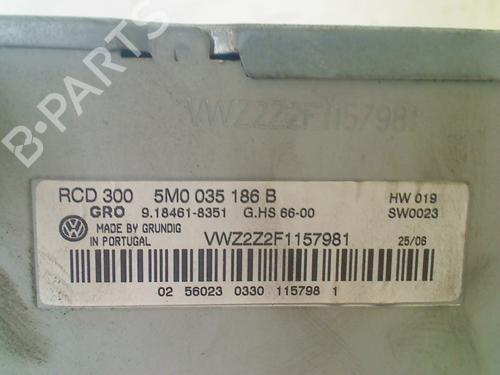 B-PARTS
VWZ2Z2F1157981
RCD 300 5M0 035 186 B HW 019
GRO 9.18461-8351 G.HS 66-00 SW0023
MADE BY GRUNDIG
IN PORTUGAL VWZ2Z2F1157981 25/06
02 56023 0330 115798 1